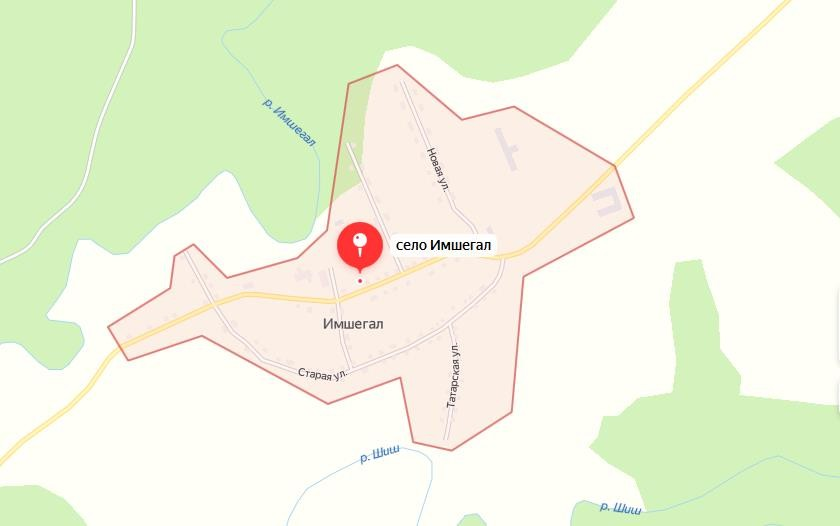 р. Имшегал
Новая ул.
село Имшегал
Имшегал
Старая ул.
Татарская ул.
р. Шиш
р. Шиш